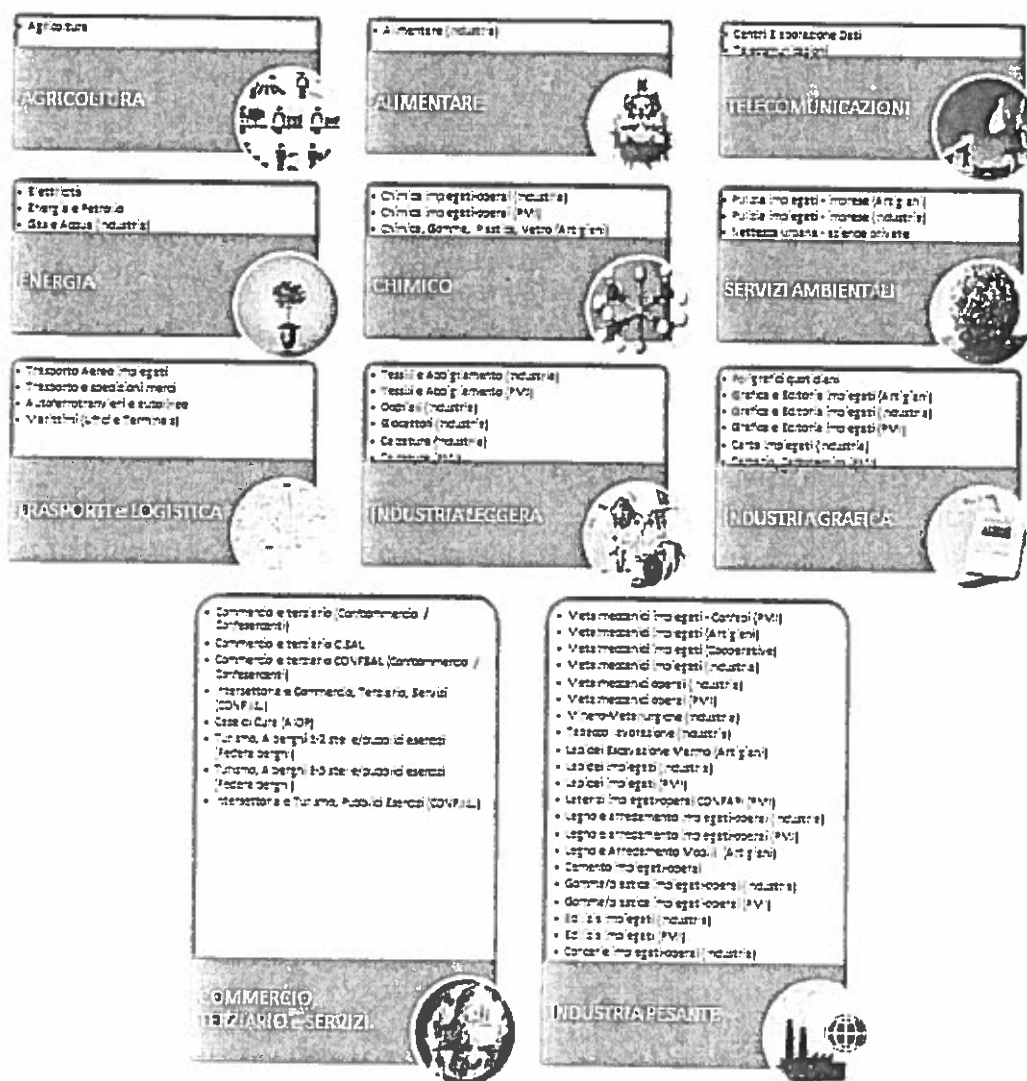 • Agricoltura
AGRICOLTURA
• Alimentare (Industria)
ALIMENTARE
• Centri Elaborazione Dati
• Telecomunicazioni
TELECOMUNICAZIONI
• Elettricità
• Energia e Petrolio
• Gas e Acqua (Industria)
ENERGIA
• Chimica impiegati-operai (Industria)
• Chimica impiegati-operai (PMI)
• Chimica, Gomma, Plastica, Vetro (Artigiani)
CHIMICO
• Pulizia impiegati - imprese (Artigiani)
• Pulizia impiegati - imprese (Industria)
• Nettezza urbana - aziende private
SERVIZI AMBIENTALI
• Trasporto Aereo impiegati
• Trasporto e spedizioni merci
• Autoferrotranvieri e autolinee
• Marittimi (Uffici e Terminals)
TRASPORTI e LOGISTICA
• Tessili e Abbigliamento (Industria)
• Tessili e Abbigliamento (PMI)
• Occhiali (Industria)
• Giocattoli (Industria)
• Calzature (Industria)
• Calzature (PMI)
INDUSTRIA LEGGERA
• Poligrafici quotidiani
• Grafica e Editoria impiegati (Artigiani)
• Grafica e Editoria impiegati (Industria)
• Grafica e Editoria impiegati (PMI)
• Carta impiegati (Industria)
INDUSTRIA GRAFICA
• Commercio e terziario (Confcommercio /
Confesercenti)
• Commercio e terziario CISAL
• Commercio e terziario CONFSAL (Confcommercio /
Confesercenti)
• Intersettoriale Commercio, Terziario, Servizi
• Case di Cura (AIOP)
• Turismo, Alberghi 1-2 stelle/pubblici esercizi
(Federalberghi)
• Turismo, Alberghi 3-5 stelle/pubblici esercizi
(Federalberghi)
• Intersettoriale Turismo, Pubblici Esercizi
COMMERCIO
TERZIARIO e SERVIZI
• Metalmeccanici impiegati - Confapi (PMI)
• Metalmeccanici impiegati (Artigiani)
• Metalmeccanici impiegati (Cooperative)
• Metalmeccanici impiegati (Industria)
• Metalmeccanici operai (Industria)
• Metalmeccanici operai (PMI)
• Minero-Metallurgiche (Industria)
• Tabacco lavorazione (Industria)
• Lapidei Escavazione Marmo (Artigiani)
• Lapidei impiegati (Industria)
• Lapidei impiegati (PMI)
• Laterizi impiegati-operai CONFAPI (PMI)
• Legno e arredamento impiegati-operai (Industria)
• Legno e arredamento impiegati-operai (PMI)
• Legno e Arredamento Mobili (Artigiani)
• Cemento impiegati-operai
• Gomma/plastica impiegati-operai (Industria)
• Gomma/plastica impiegati-operai (PMI)
• Edilizia impiegati (Industria)
• Edilizia impiegati (PMI)
• Concerie impiegati-operai (Industria)
INDUSTRIA PESANTE